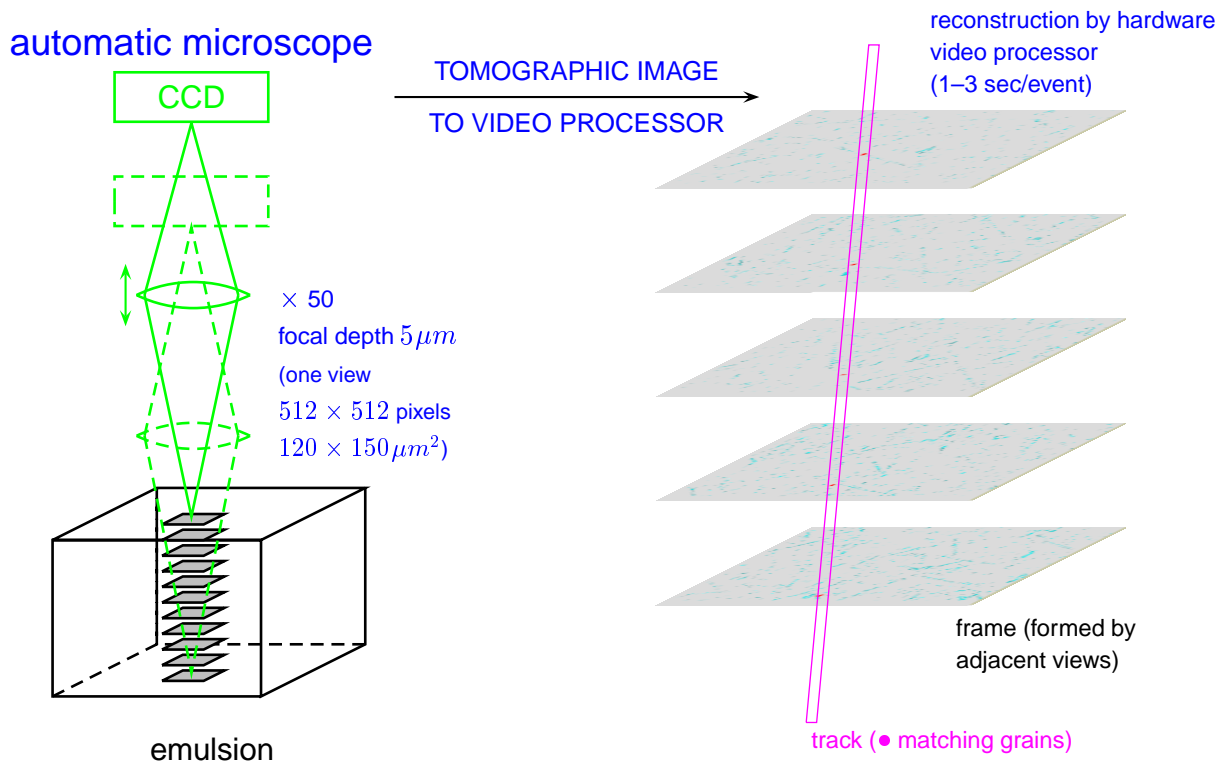 automatic microscope
CCD
TOMOGRAPHIC IMAGE
TO VIDEO PROCESSOR
reconstruction by hardware
video processor
(1–3 sec/event)
× 50
focal depth 5μm
(one view
512 × 512 pixels
120 × 150μm²)
emulsion
frame (formed by
adjacent views)
track (● matching grains)